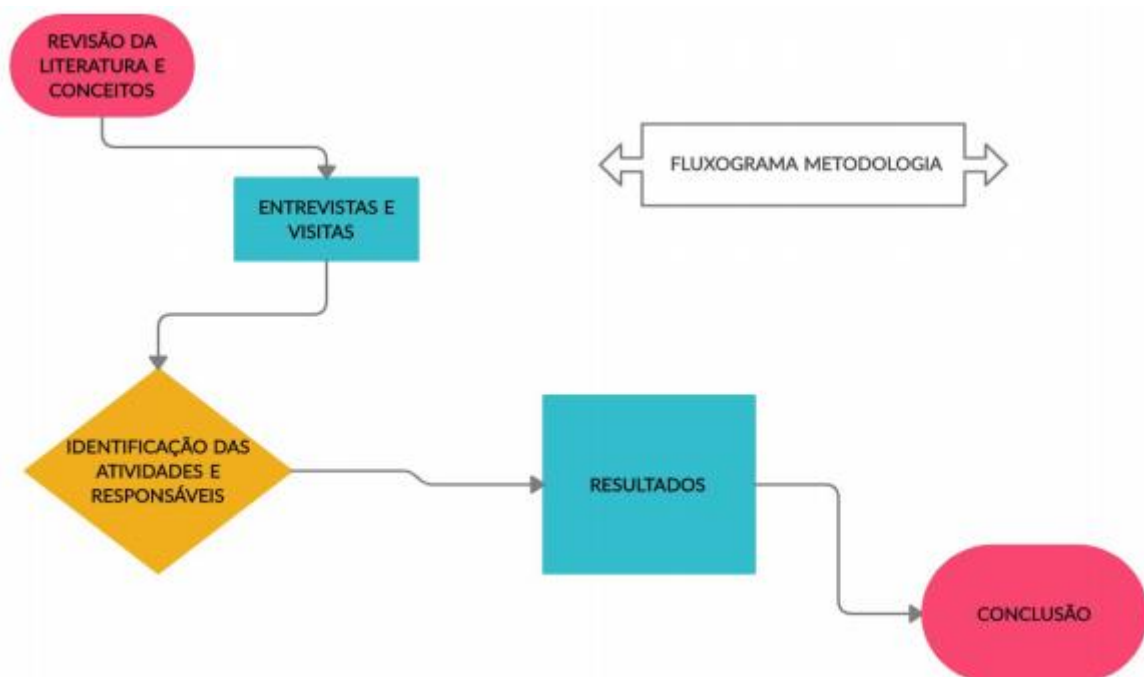 REVISÃO DA
LITERATURA E
CONCEITOS
FLUXOGRAMA METODOLOGIA
ENTREVISTAS E
VISITAS
IDENTIFICAÇÃO DAS
ATIVIDADES E
RESPONSÁVEIS
RESULTADOS
CONCLUSÃO